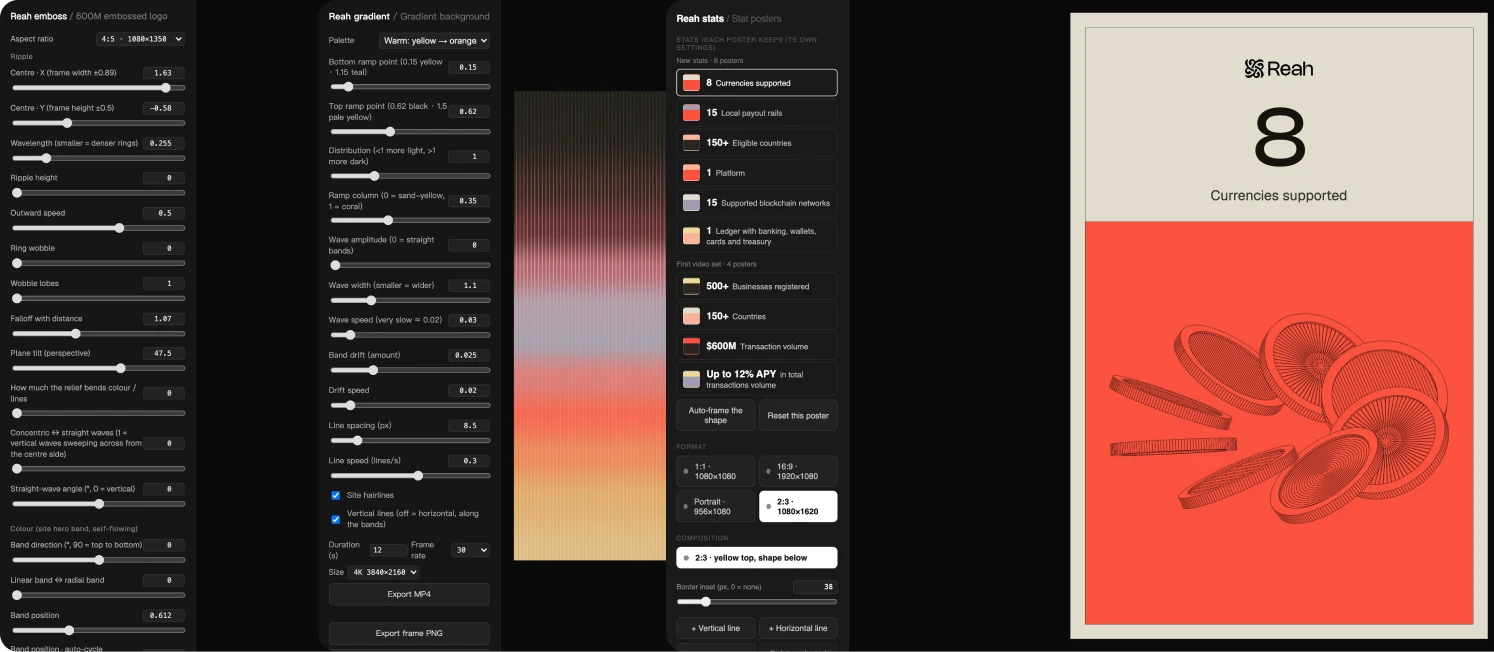 Reah emboss / 600M embossed logo
Aspect ratio
4:5 · 1080×1350
Ripple
Centre · X (frame width ±0.89)
1.63
Centre · Y (frame height ±0.5)
−0.58
Wavelength (smaller = denser rings)
0.255
Ripple height
0
Outward speed
0.5
Ring wobble
0
Wobble lobes
1
Falloff with distance
1.07
Plane tilt (perspective)
47.5
How much the relief bends colour /
lines
0
Concentric ⇔ straight waves (1 =
vertical waves sweeping across from
the centre side)
0
Straight-wave angle (°, 0 = vertical)
0
Colour (site hero band, self-flowing)
Band direction (°, 90 = top to bottom)
0
Linear band ⇔ radial band
0
Band position
0.612
Band position · auto-cycle
Reah gradient / Gradient background
Palette
Warm: yellow → orange
Bottom ramp point (0.15 yellow
· 1.15 teal)
0.15
Top ramp point (0.62 black · 1.5
pale yellow)
0.62
Distribution (<1 more light, >1
more dark)
1
Ramp column (0 = sand–yellow,
1 = coral)
0.35
Wave amplitude (0 = straight
bands)
0
Wave width (smaller = wider)
1.1
Wave speed (very slow ≈ 0.02)
0.03
Band drift (amount)
0.025
Drift speed
0.02
Line spacing (px)
8.5
Line speed (lines/s)
0.3
Site hairlines
Vertical lines (off = horizontal, along
the bands)
Duration
(s)
12
Frame
rate
30
Size
4K 3840×2160
Export MP4
Export frame PNG
Reah stats / Stat posters
STATS (EACH POSTER KEEPS ITS OWN
SETTINGS)
New stats · 6 posters
8 Currencies supported
15 Local payout rails
150+ Eligible countries
1 Platform
15 Supported blockchain networks
1 Ledger with banking, wallets,
cards and treasury
First video set · 4 posters
500+ Businesses registered
150+ Countries
$600M Transaction volume
Up to 12% APY in total
transactions volume
Auto-frame the
shape
Reset this poster
FORMAT
1:1 ·
1080×1080
16:9 ·
1920×1080
Portrait ·
956×1080
2:3 ·
1080×1620
COMPOSITION
2:3 · yellow top, shape below
Border inset (px, 0 = none)
38
+ Vertical line
+ Horizontal line
Reah
8
Currencies supported